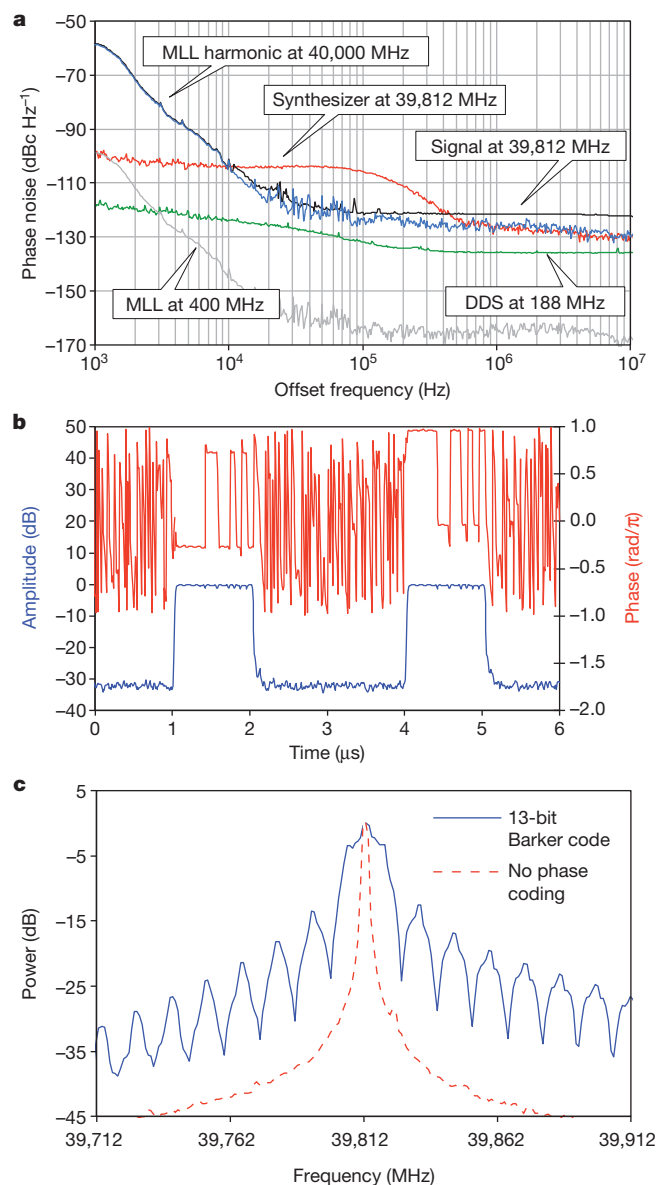 a
−50
−70
−90
−110
−130
−150
−170
Phase noise (dBc Hz−1)
MLL harmonic at 40,000 MHz
Synthesizer at 39,812 MHz
Signal at 39,812 MHz
MLL at 400 MHz
DDS at 188 MHz
10³
10⁴
10⁵
10⁶
10⁷
Offset frequency (Hz)
b
50
40
30
20
10
0
−10
−20
−30
−40
Amplitude (dB)
1.0
0.5
−0.0
−0.5
−1.0
−1.5
−2.0
Phase (rad/π)
0
1
2
3
4
5
6
Time (μs)
c
5
−5
−15
−25
−35
−45
Power (dB)
13-bit
Barker code
No phase
coding
39,712
39,762
39,812
39,862
39,912
Frequency (MHz)